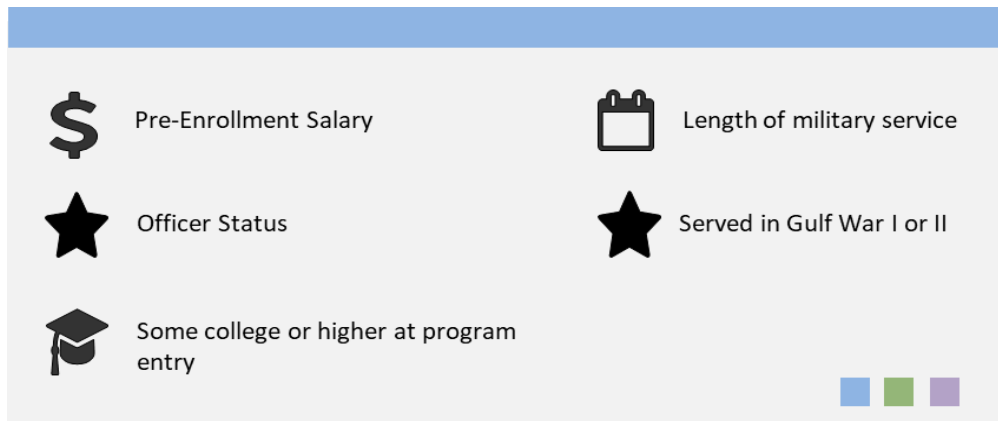 Pre-Enrollment Salary
Length of military service
Officer Status
Served in Gulf War I or II
Some college or higher at program
entry